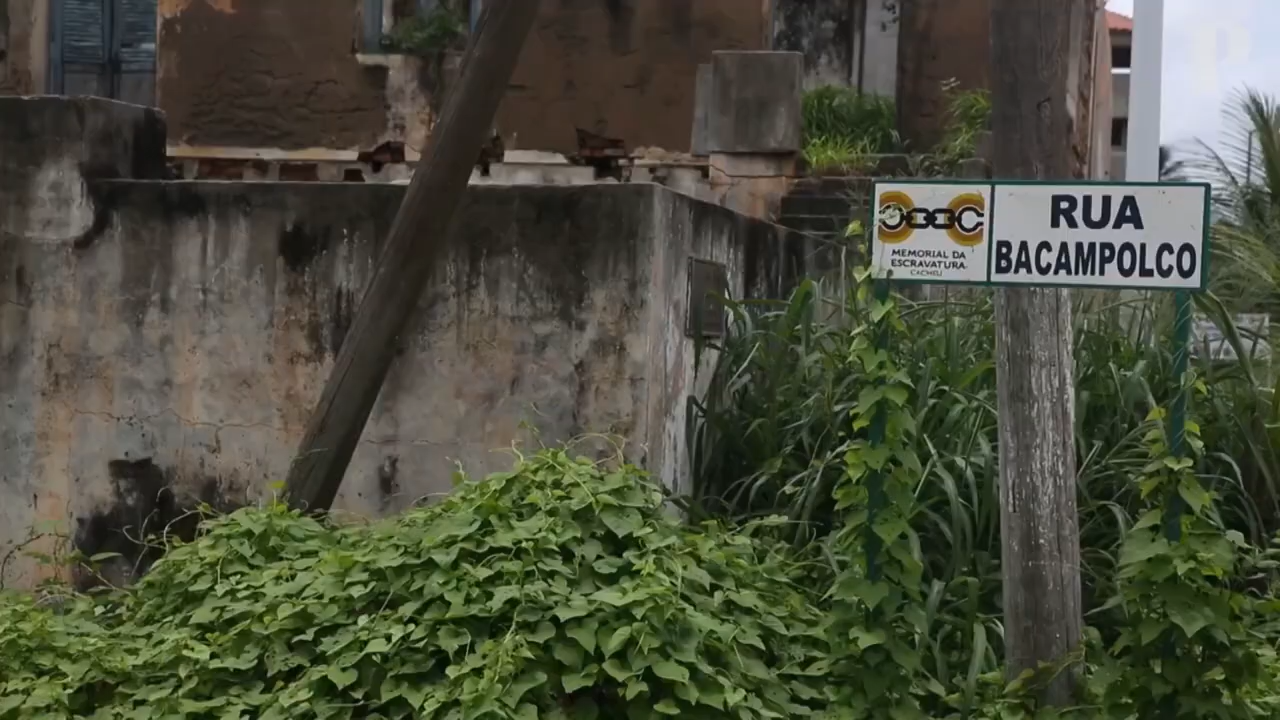 MEMORIAL DA
ESCRAVATURA
CACHEU
RUA
BACAMPOLCO